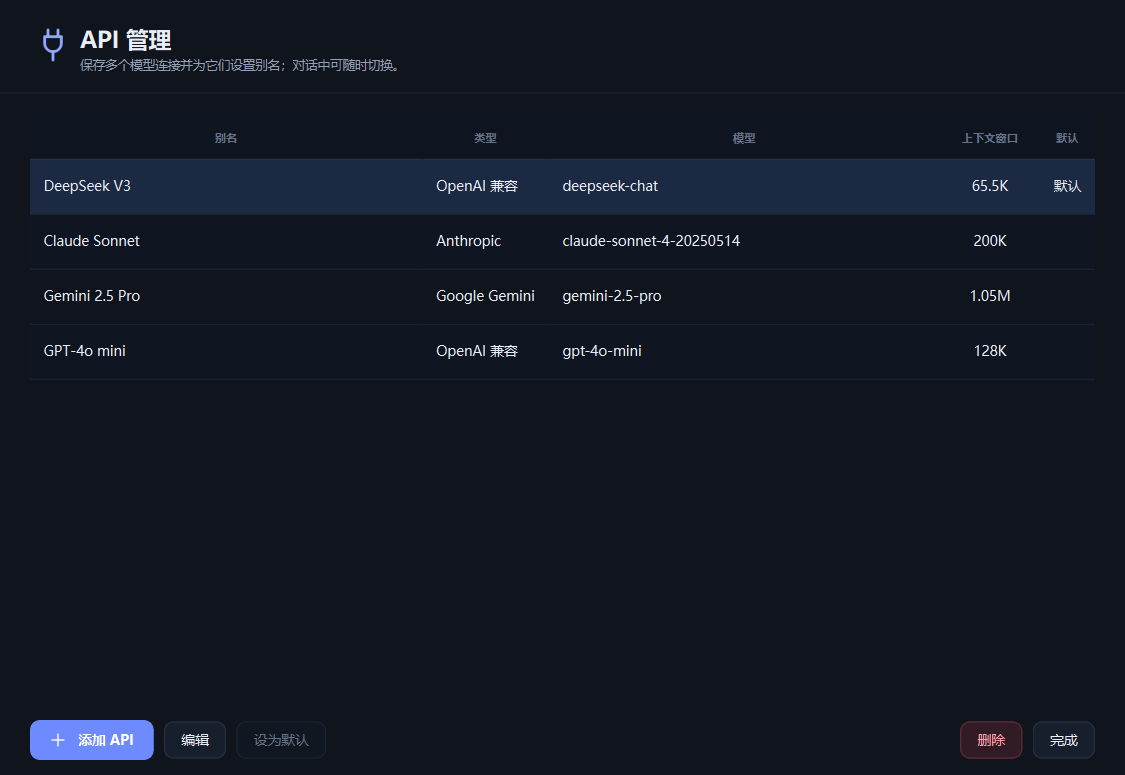 API 管理
保存多个模型连接并为它们设置别名；对话中可随时切换。
别名 类型 模型 上下文窗口 默认
DeepSeek V3 OpenAI 兼容 deepseek-chat 65.5K 默认
Claude Sonnet Anthropic claude-sonnet-4-20250514 200K
Gemini 2.5 Pro Google Gemini gemini-2.5-pro 1.05M
GPT-4o mini OpenAI 兼容 gpt-4o-mini 128K
+ 添加 API 编辑 设为默认 删除 完成